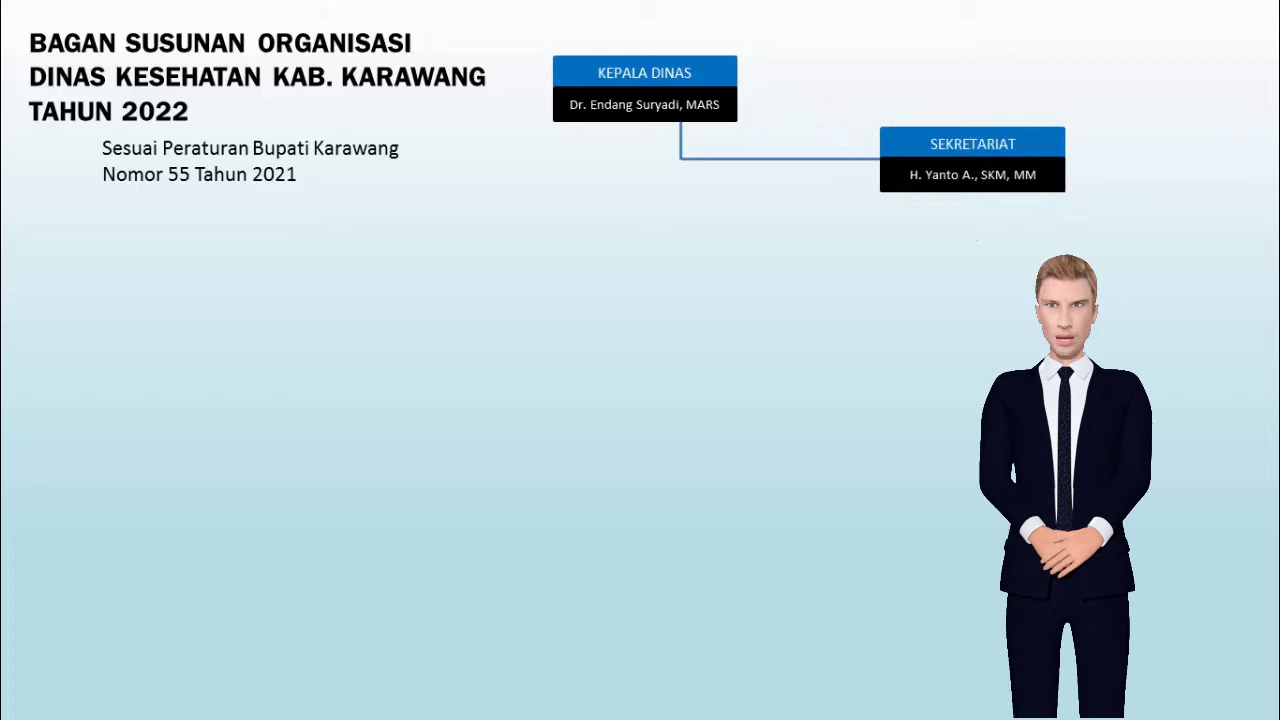 BAGAN SUSUNAN ORGANISASI
DINAS KESEHATAN KAB. KARAWANG
TAHUN 2022
Sesuai Peraturan Bupati Karawang
Nomor 55 Tahun 2021
KEPALA DINAS
Dr. Endang Suryadi, MARS
SEKRETARIAT
H. Yanto A., SKM, MM